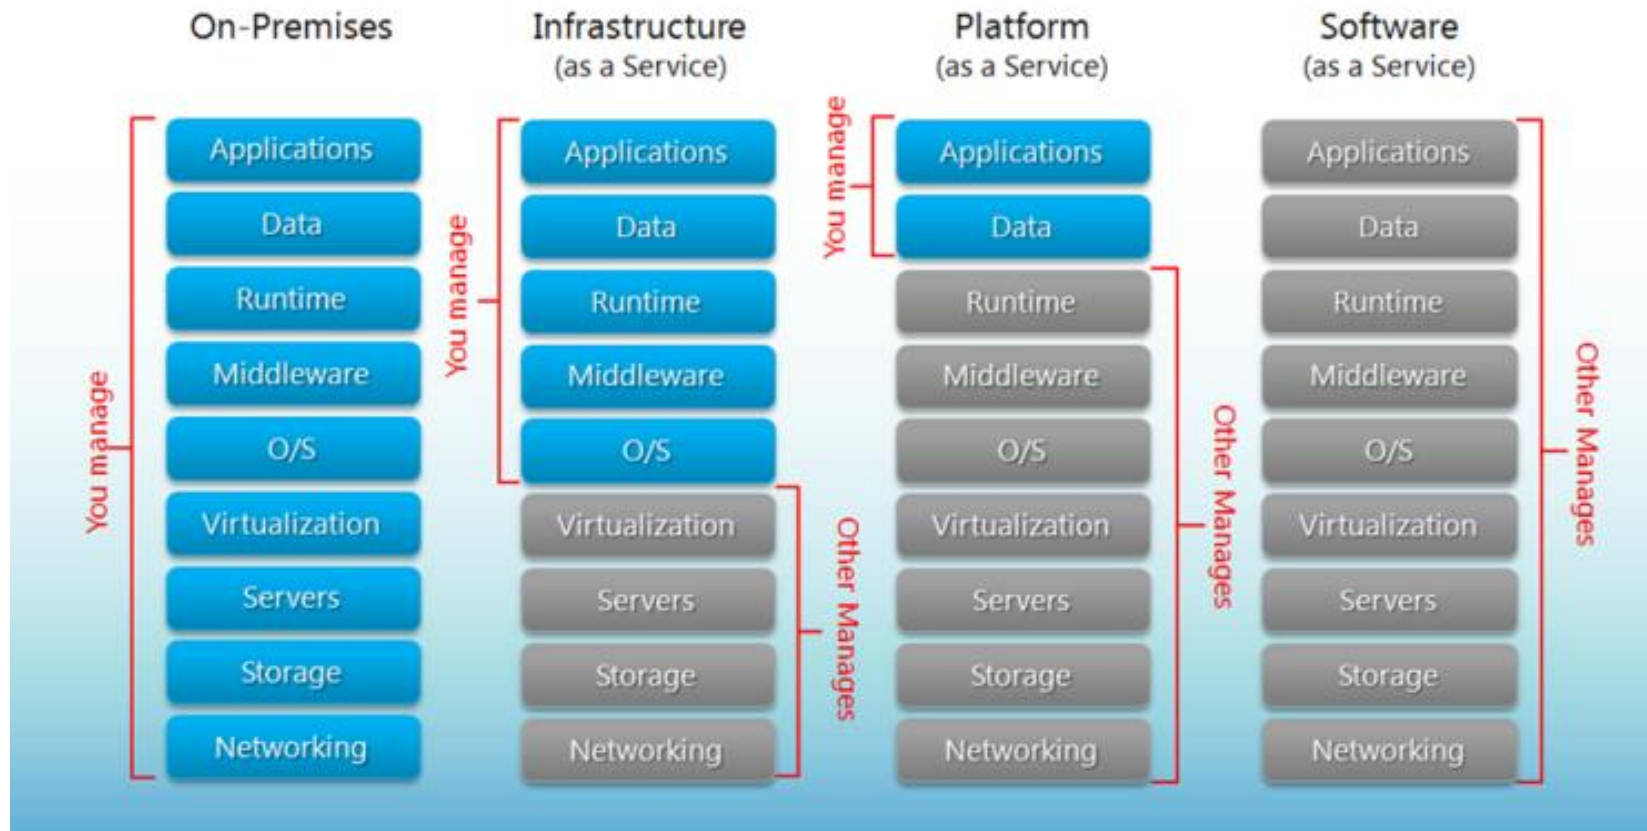 On-Premises
Infrastructure
(as a Service)
Platform
(as a Service)
Software
(as a Service)
You manage
Applications
Data
Runtime
Middleware
O/S
Virtualization
Servers
Storage
Networking
You manage
Applications
Data
Runtime
Middleware
O/S
Virtualization
Servers
Storage
Networking
Other Manages
You manage
Applications
Data
Runtime
Middleware
O/S
Virtualization
Servers
Storage
Networking
Other Manages
Applications
Data
Runtime
Middleware
O/S
Virtualization
Servers
Storage
Networking
Other Manages